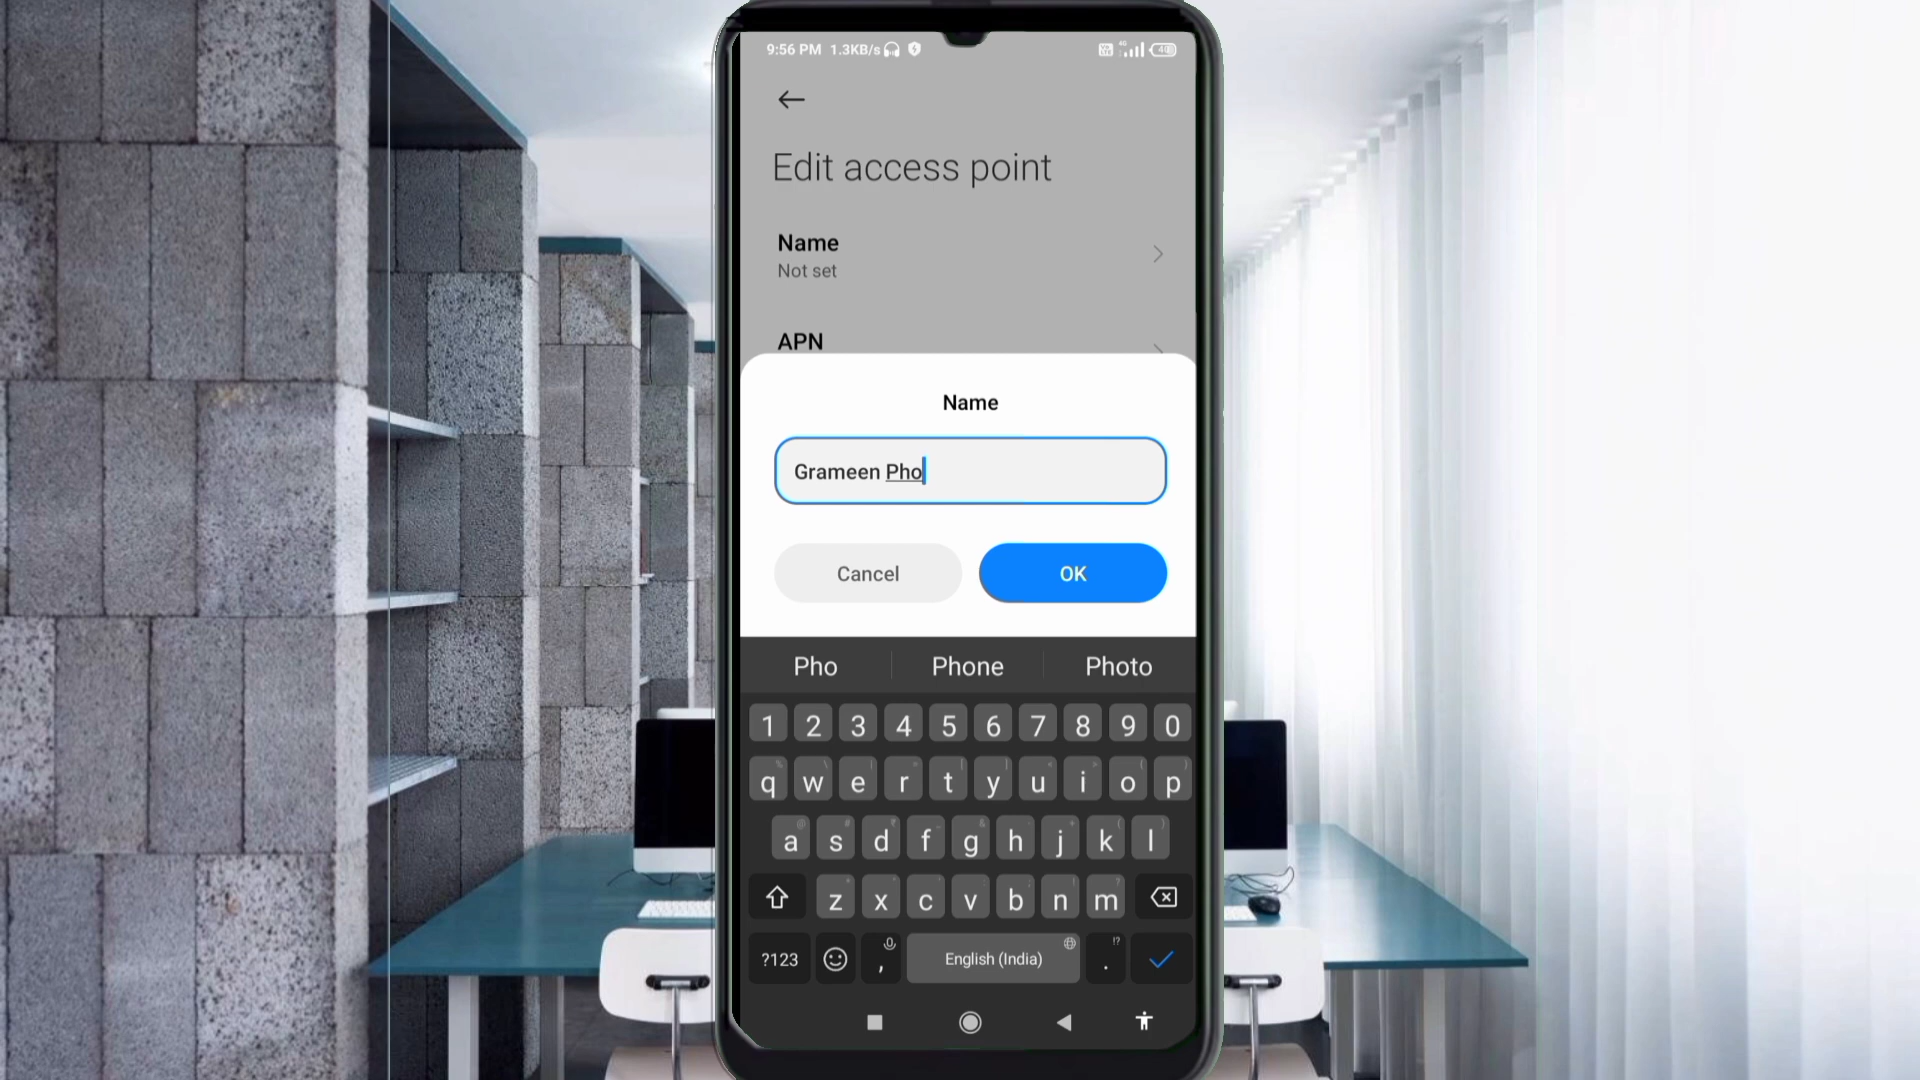 9:56 PM 1.3KB/s
Edit access point
Name
Not set
APN
Name
Grameen Pho
Cancel OK
Pho Phone Photo
1 2 3 4 5 6 7 8 9 0
q w e r t y u i o p
a s d f g h j k l
z x c v b n m
?123 , English (India) . !?